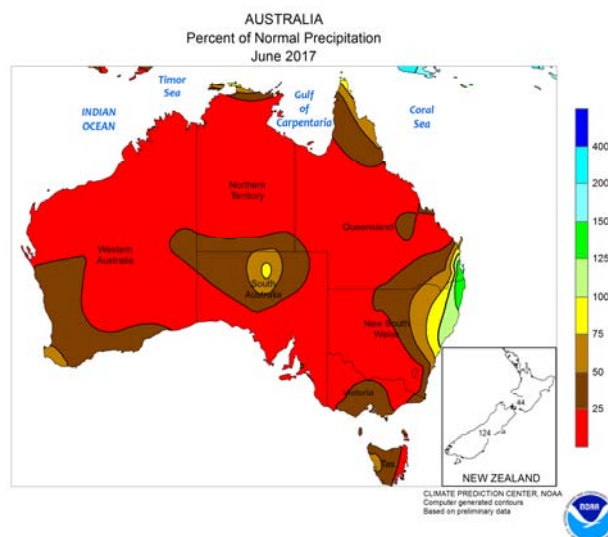 AUSTRALIA
Percent of Normal Precipitation
June 2017
Timor
Sea
Gulf
of
Carpentaria
Coral
Sea
INDIAN
OCEAN
Northern
Territory
Queensland
Western
Australia
South
Australia
New South
Wales
Victoria
Tas
400
200
150
125
100
75
50
25
44
124
NEW ZEALAND
CLIMATE PREDICTION CENTER, NOAA
Computer generated contours
Based on preliminary data
NOAA